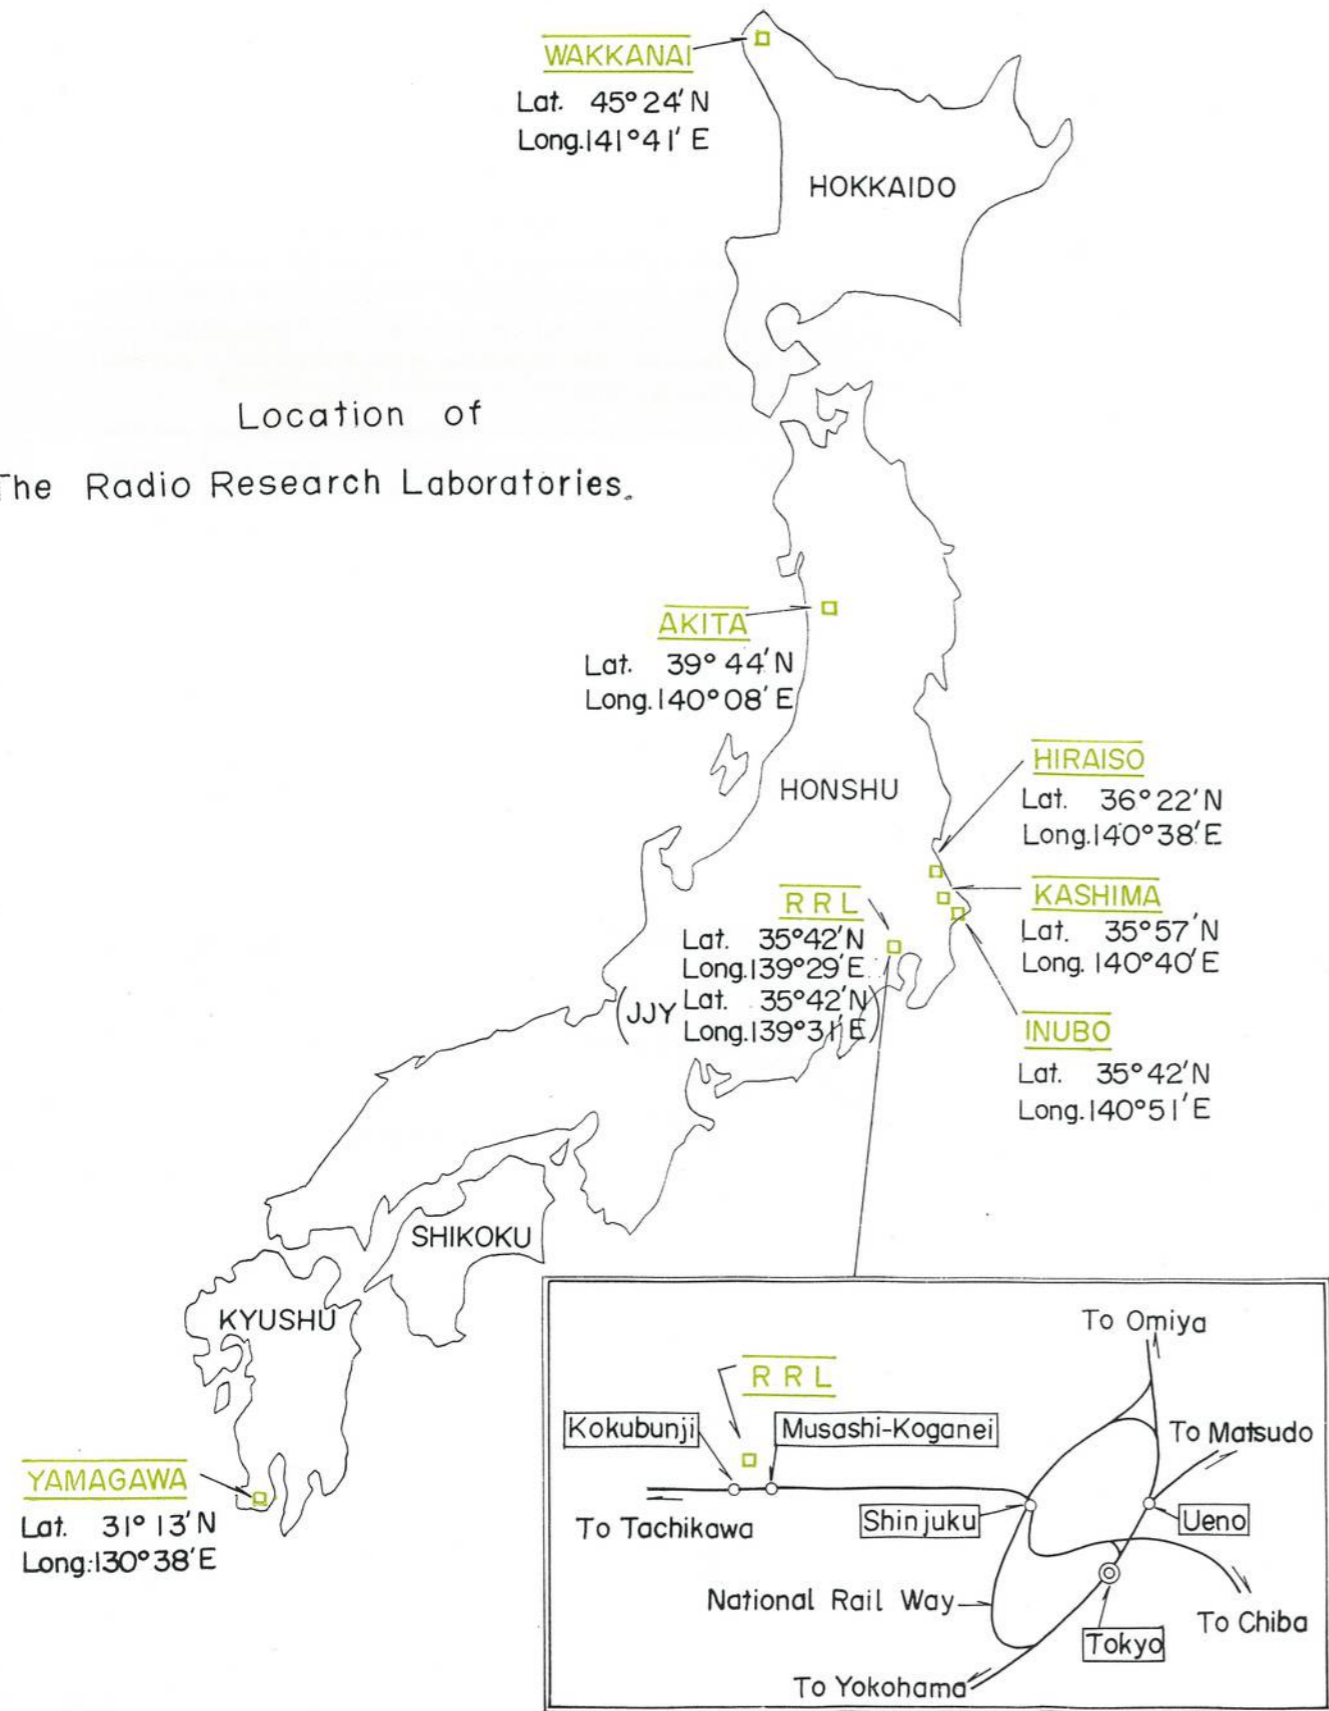 WAKKANAI
Lat. 45°24′N
Long.141°41′E
HOKKAIDO
Location of
The Radio Research Laboratories.
AKITA
Lat. 39°44′N
Long.140°08′E
HONSHU
HIRAISO
Lat. 36°22′N
Long.140°38′E
KASHIMA
Lat. 35°57′N
Long.140°40′E
INUBO
Lat. 35°42′N
Long.140°51′E
R R L
Lat. 35°42′N
Long.139°29′E
(JJY Lat. 35°42′N
Long.139°31′E)
SHIKOKU
KYUSHU
YAMAGAWA
Lat. 31°13′N
Long.130°38′E
To Omiya
R R L
Kokubunji
Musashi-Koganei
To Matsudo
To Tachikawa
Shinjuku
Ueno
National Rail Way
Tokyo
To Chiba
To Yokohama